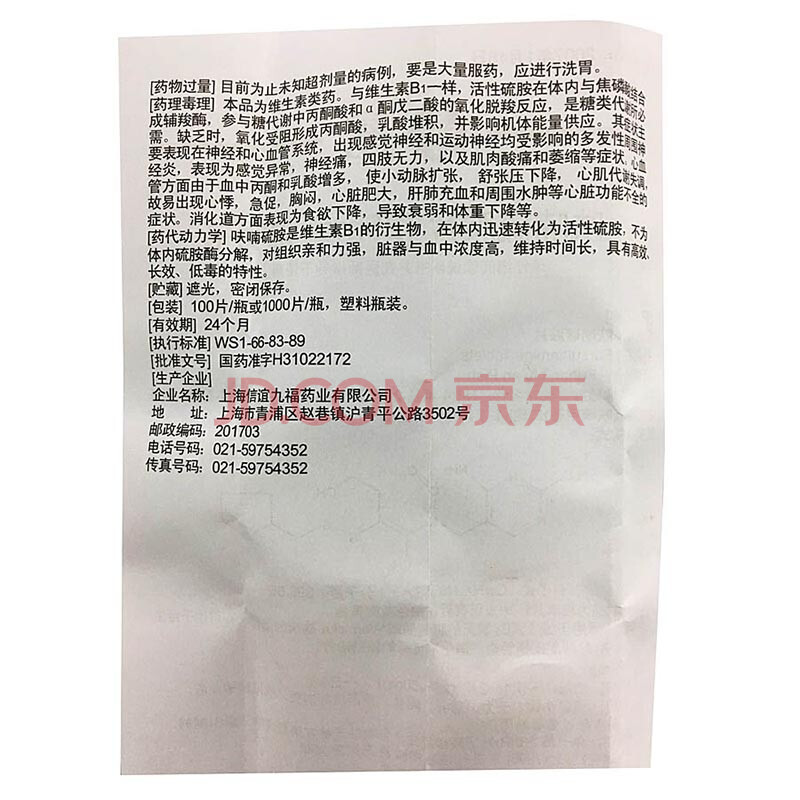 [药物过量] 目前为止未知超剂量的病例，要是大量服药，应进行洗胃。
[药理毒理] 本品为维生素类药。与维生素B1一样，活性硫胺在体内与焦磷酸结合
成辅羧酶，参与糖代谢中丙酮酸和α酮戊二酸的氧化脱羧反应，是糖类代谢所必
需。缺乏时，氧化受阻形成丙酮酸，乳酸堆积，并影响机体能量供应。其症状主
要表现在神经和心血管系统，出现感觉神经和运动神经均受影响的多发性周围神
经炎，表现为感觉异常，神经痛，四肢无力，以及肌肉酸痛和萎缩等症状，心血
管方面由于血中丙酮和乳酸增多，使小动脉扩张，舒张压下降，心肌代谢失调，
故易出现心悸，急促，胸闷，心脏肥大，肝肺充血和周围水肿等心脏功能不全的
症状。消化道方面表现为食欲下降，导致衰弱和体重下降等。
[药代动力学] 呋喃硫胺是维生素B1的衍生物，在体内迅速转化为活性硫胺，不为
体内硫胺酶分解，对组织亲和力强，脏器与血中浓度高，维持时间长，具有高效、
长效、低毒的特性。
[贮藏] 遮光，密闭保存。
[包装] 100片/瓶或1000片/瓶，塑料瓶装。
[有效期] 24个月
[执行标准] WS1-66-83-89
[批准文号] 国药准字H31022172
[生产企业]
JD.COM 京东
企业名称：上海信谊九福药业有限公司
地 址：上海市青浦区赵巷镇沪青平公路3502号
邮政编码：201703
电话号码：021-59754352
传真号码：021-59754352